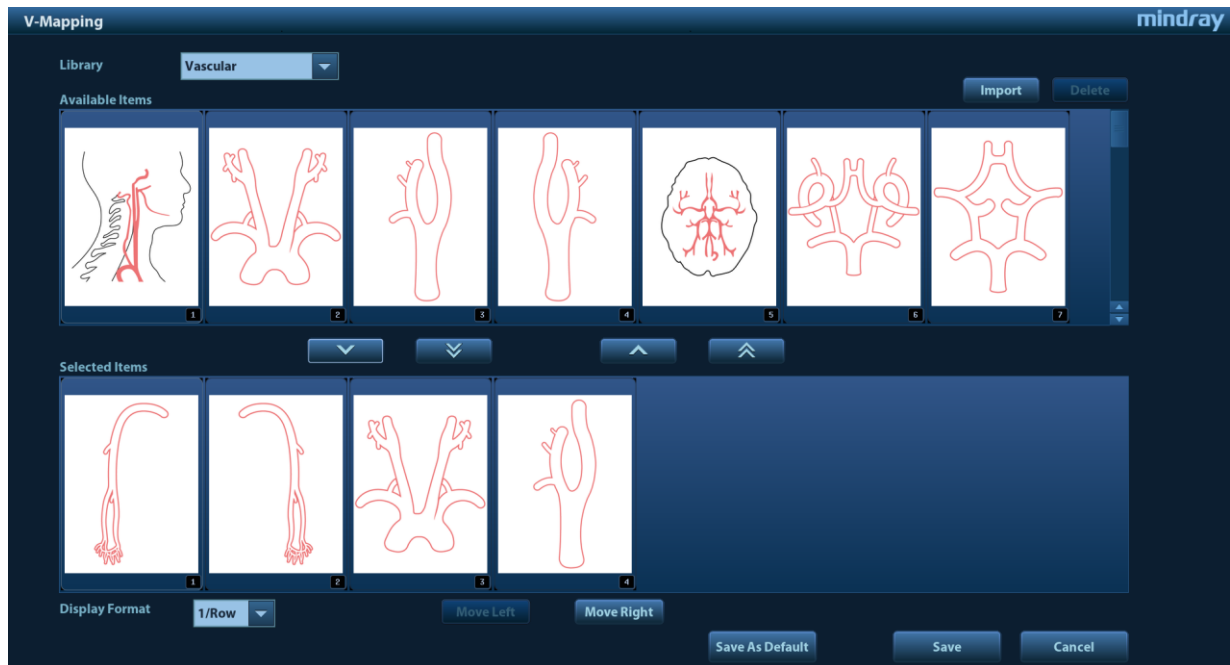 V-Mapping
mindray
Library
Vascular
Import
Delete
Available Items
1
2
3
4
5
6
7
Selected Items
1
2
3
4
Display Format
1/Row
Move Left
Move Right
Save As Default
Save
Cancel